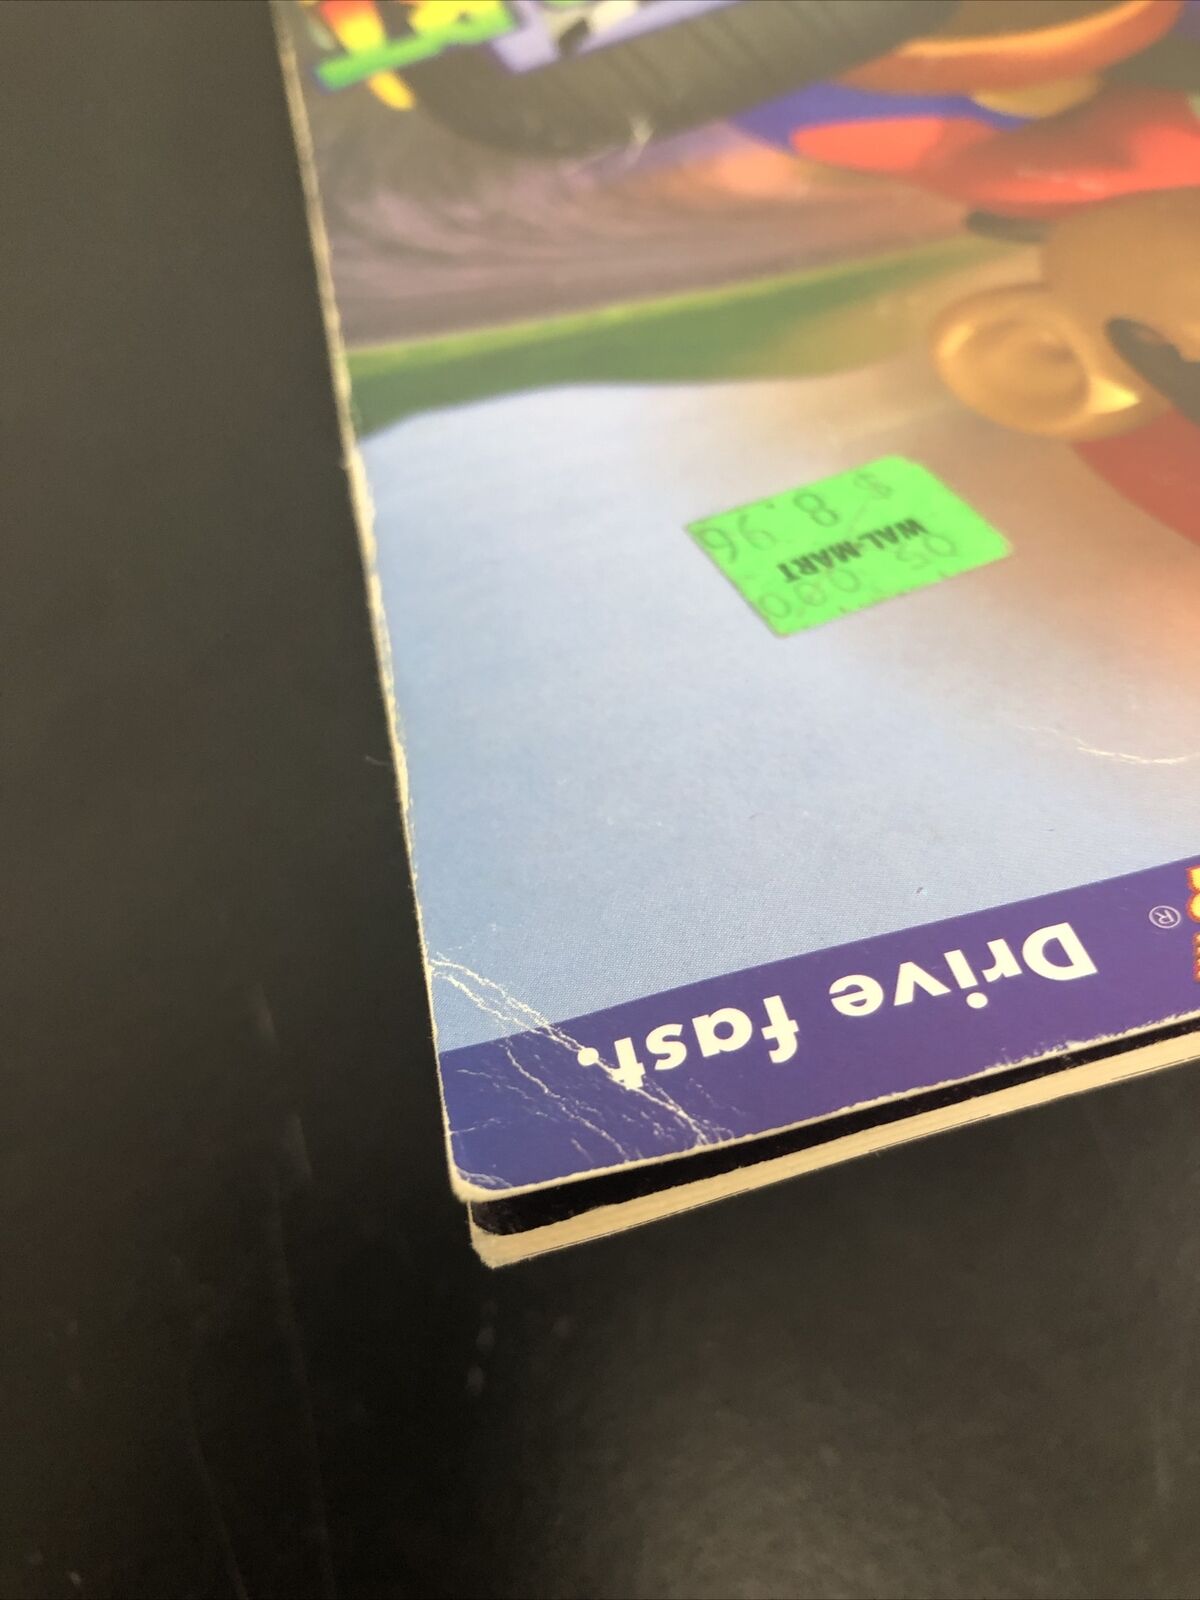 $ 8.96
WAL-MART
Drive fast.
®